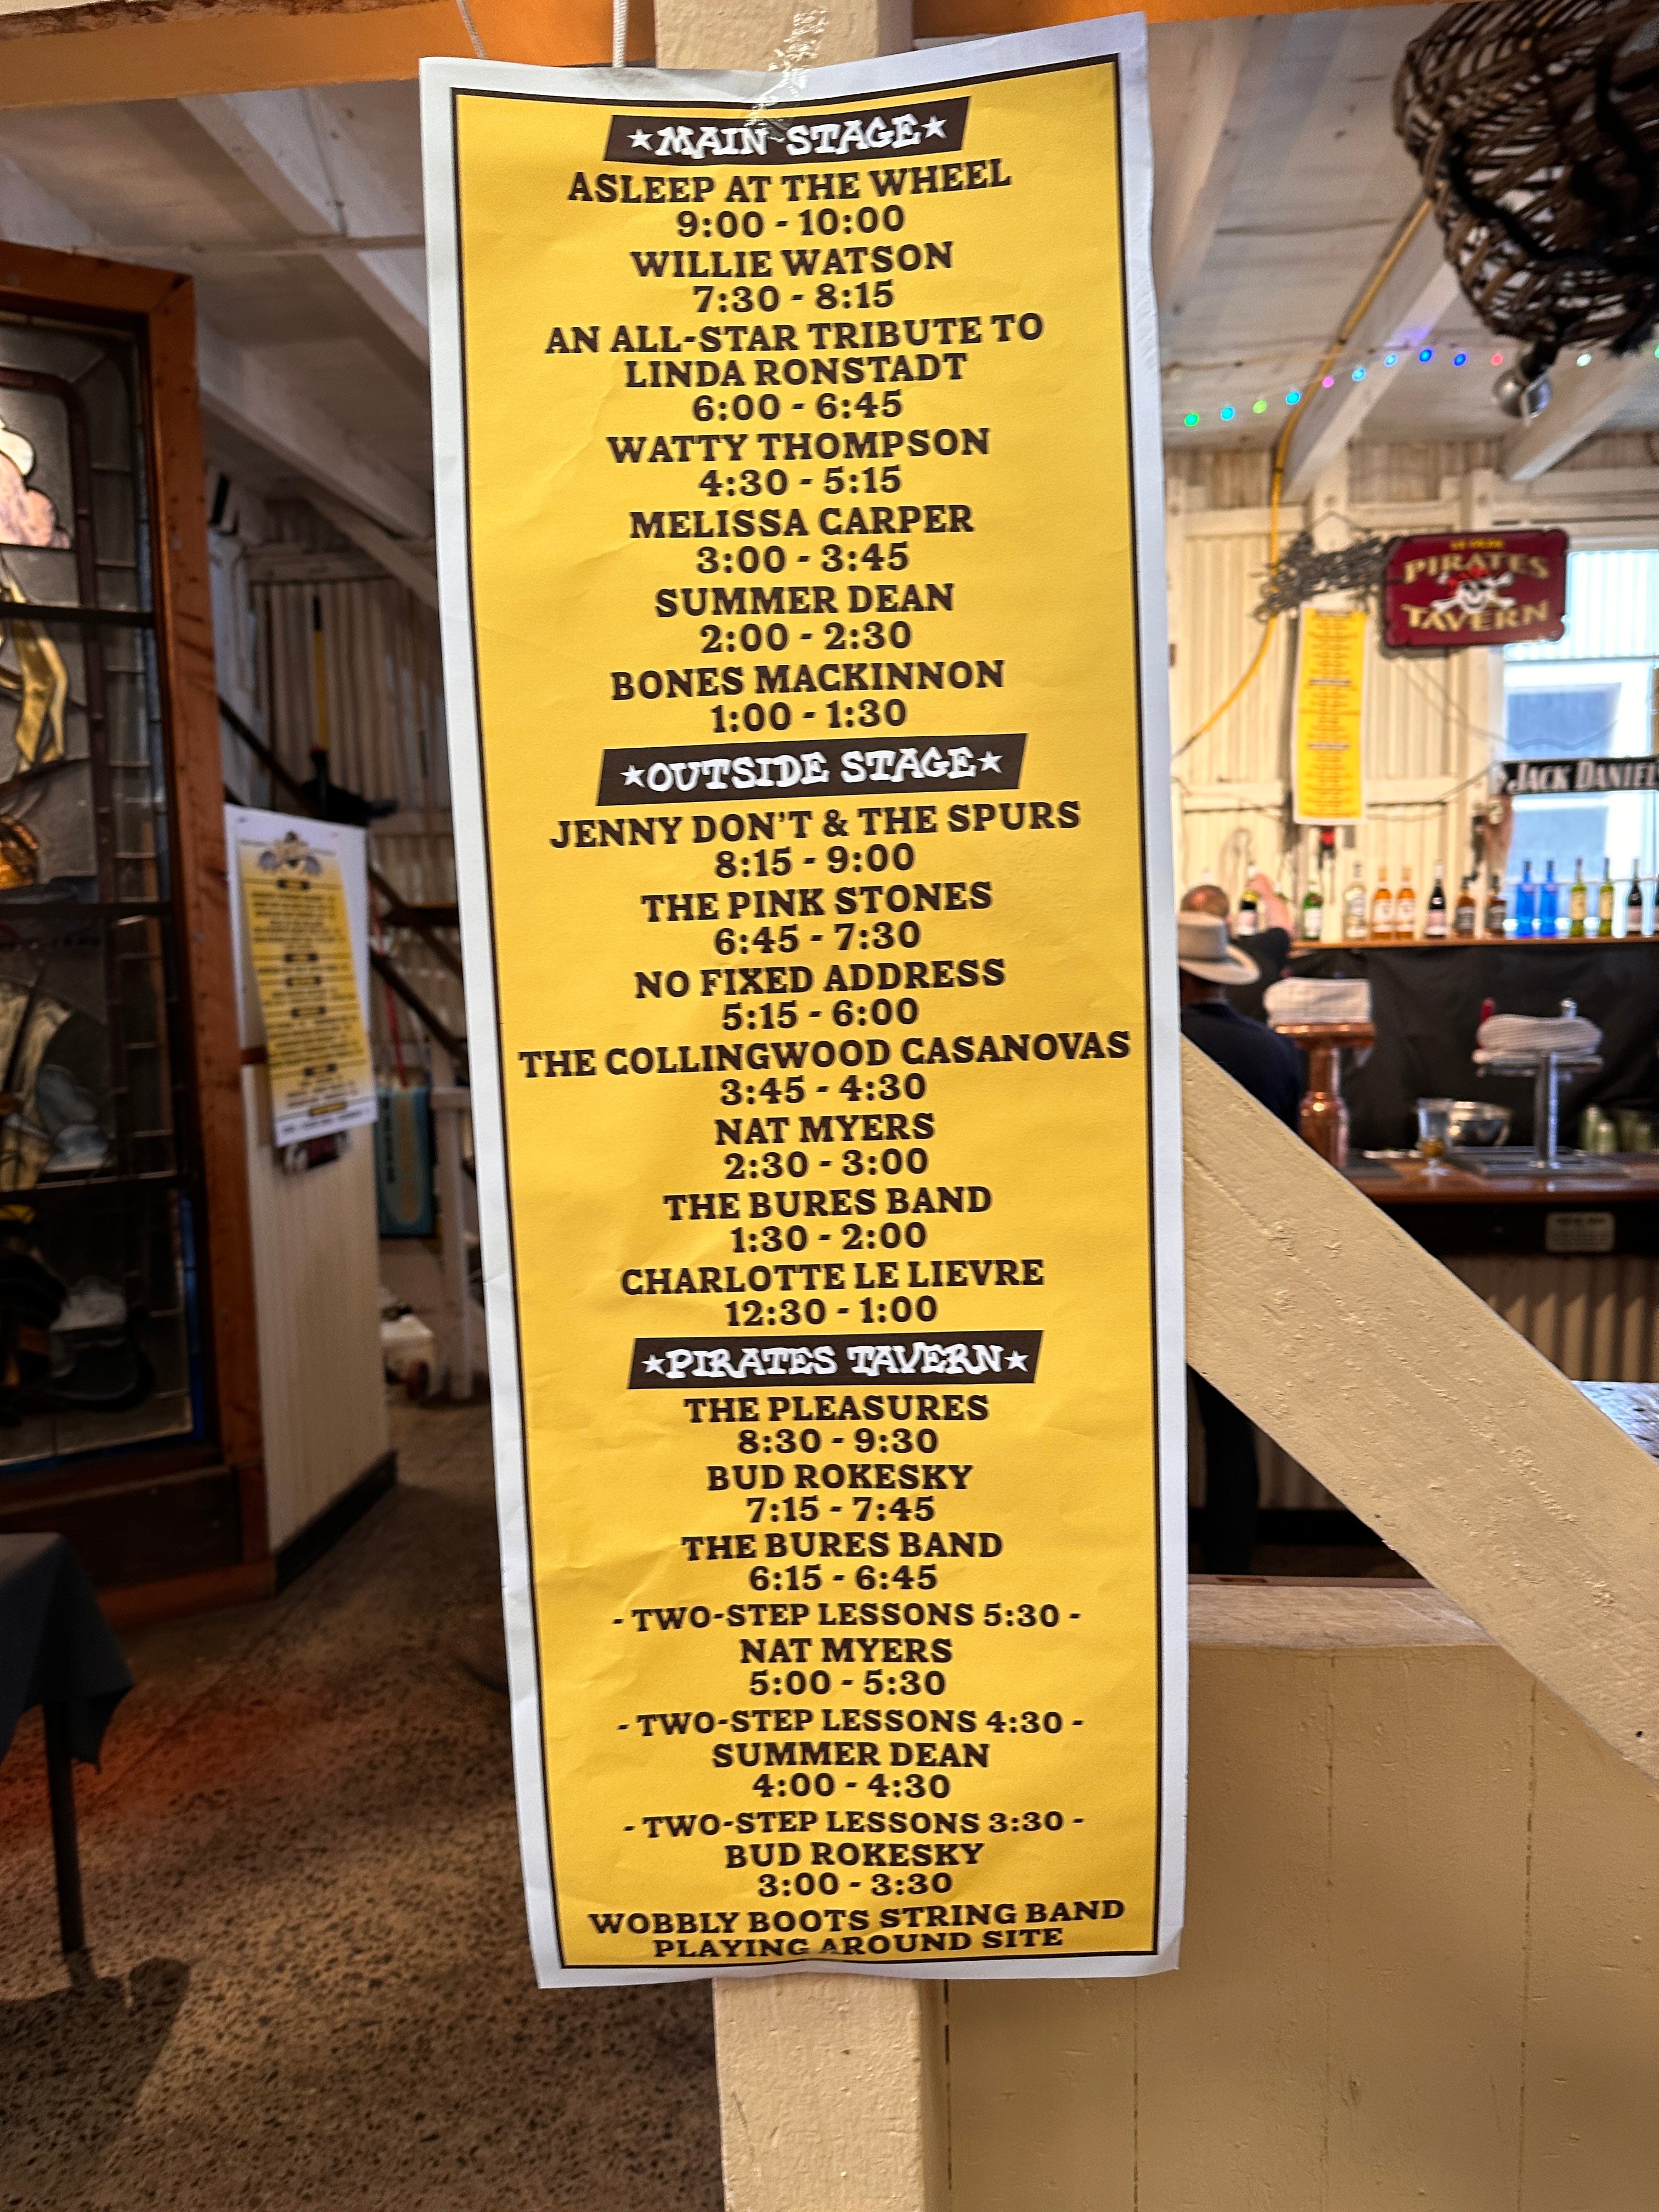 ★MAIN STAGE★
ASLEEP AT THE WHEEL
9:00 - 10:00
WILLIE WATSON
7:30 - 8:15
AN ALL-STAR TRIBUTE TO
LINDA RONSTADT
6:00 - 6:45
WATTY THOMPSON
4:30 - 5:15
MELISSA CARPER
3:00 - 3:45
SUMMER DEAN
2:00 - 2:30
BONES MACKINNON
1:00 - 1:30
★OUTSIDE STAGE★
JENNY DON'T & THE SPURS
8:15 - 9:00
THE PINK STONES
6:45 - 7:30
NO FIXED ADDRESS
5:15 - 6:00
THE COLLINGWOOD CASANOVAS
3:45 - 4:30
NAT MYERS
2:30 - 3:00
THE BURES BAND
1:30 - 2:00
CHARLOTTE LE LIEVRE
12:30 - 1:00
★PIRATES TAVERN★
THE PLEASURES
8:30 - 9:30
BUD ROKESKY
7:15 - 7:45
THE BURES BAND
6:15 - 6:45
- TWO-STEP LESSONS 5:30 -
NAT MYERS
5:00 - 5:30
- TWO-STEP LESSONS 4:30 -
SUMMER DEAN
4:00 - 4:30
- TWO-STEP LESSONS 3:30 -
BUD ROKESKY
3:00 - 3:30
WOBBLY BOOTS STRING BAND
PLAYING AROUND SITE
PIRATES
TAVERN
JACK DANIEL'S